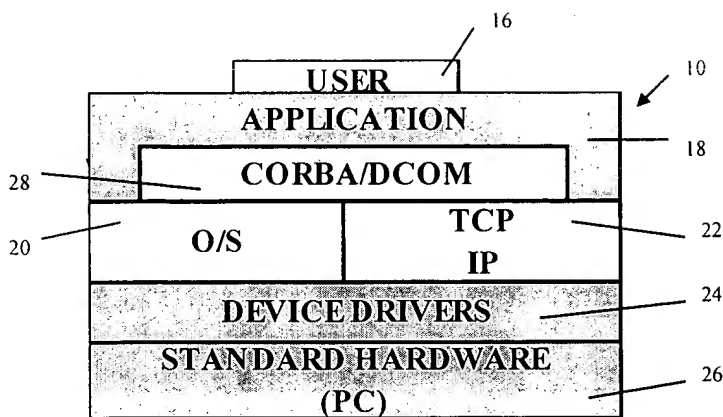 16
USER
10
APPLICATION
18
28
CORBA/DCOM
20
O/S
TCP
IP
22
DEVICE DRIVERS
24
STANDARD HARDWARE
(PC)
26